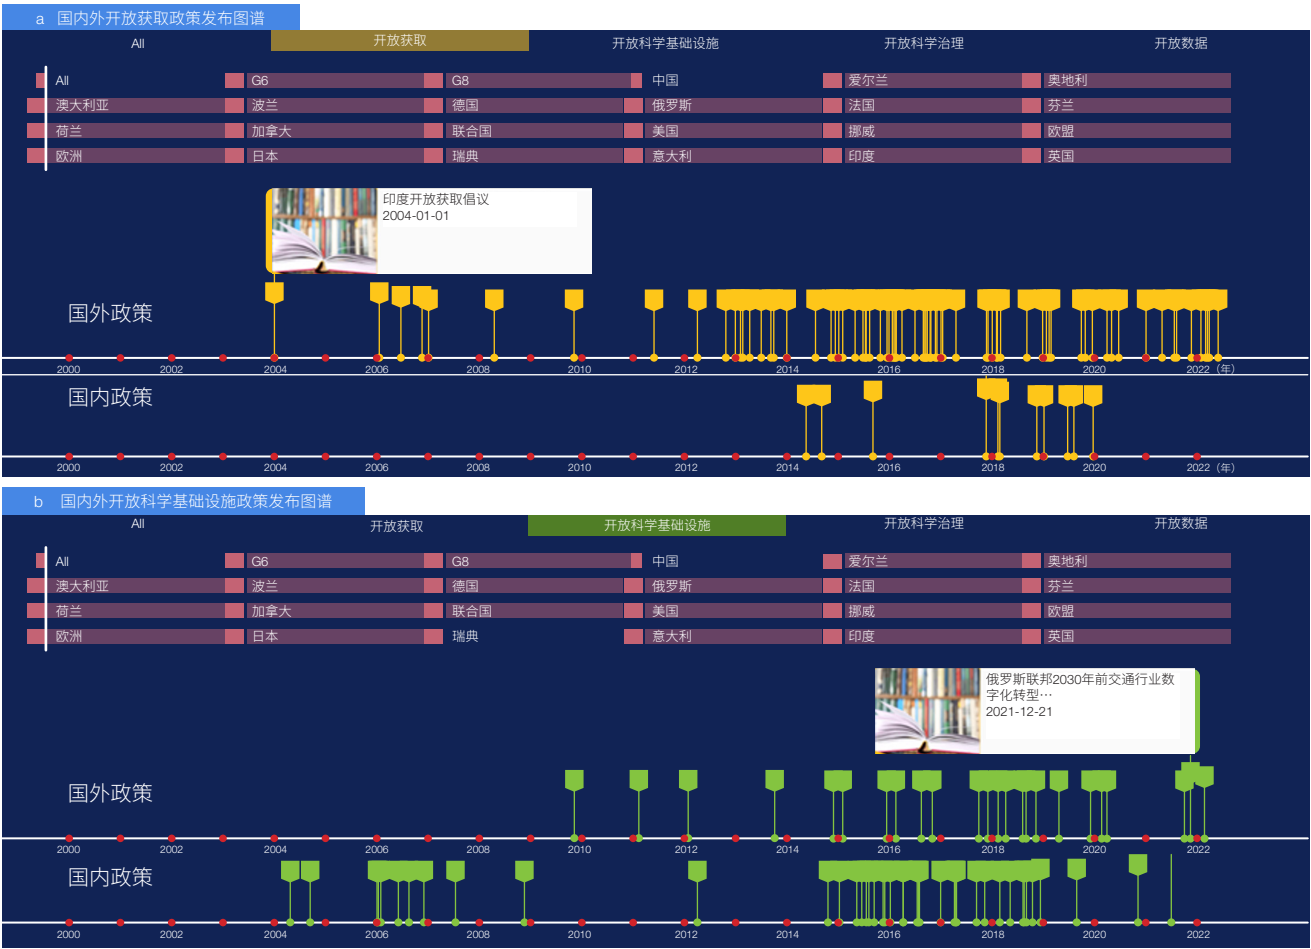 a 国内外开放获取政策发布图谱
All 开放获取 开放科学基础设施 开放科学治理 开放数据
All G6 G8 中国 爱尔兰 奥地利
澳大利亚 波兰 德国 俄罗斯 法国 芬兰
荷兰 加拿大 联合国 美国 挪威 欧盟
欧洲 日本 瑞典 意大利 印度 英国
印度开放获取倡议
2004-01-01
国外政策
2000 2002 2004 2006 2008 2010 2012 2014 2016 2018 2020 2022（年）
国内政策
2000 2002 2004 2006 2008 2010 2012 2014 2016 2018 2020 2022（年）
b 国内外开放科学基础设施政策发布图谱
All 开放获取 开放科学基础设施 开放科学治理 开放数据
All G6 G8 中国 爱尔兰 奥地利
澳大利亚 波兰 德国 俄罗斯 法国 芬兰
荷兰 加拿大 联合国 美国 挪威 欧盟
欧洲 日本 瑞典 意大利 印度 英国
俄罗斯联邦2030年前交通行业数
字化转型…
2021-12-21
国外政策
2000 2002 2004 2006 2008 2010 2012 2014 2016 2018 2020 2022
国内政策
2000 2002 2004 2006 2008 2010 2012 2014 2016 2018 2020 2022